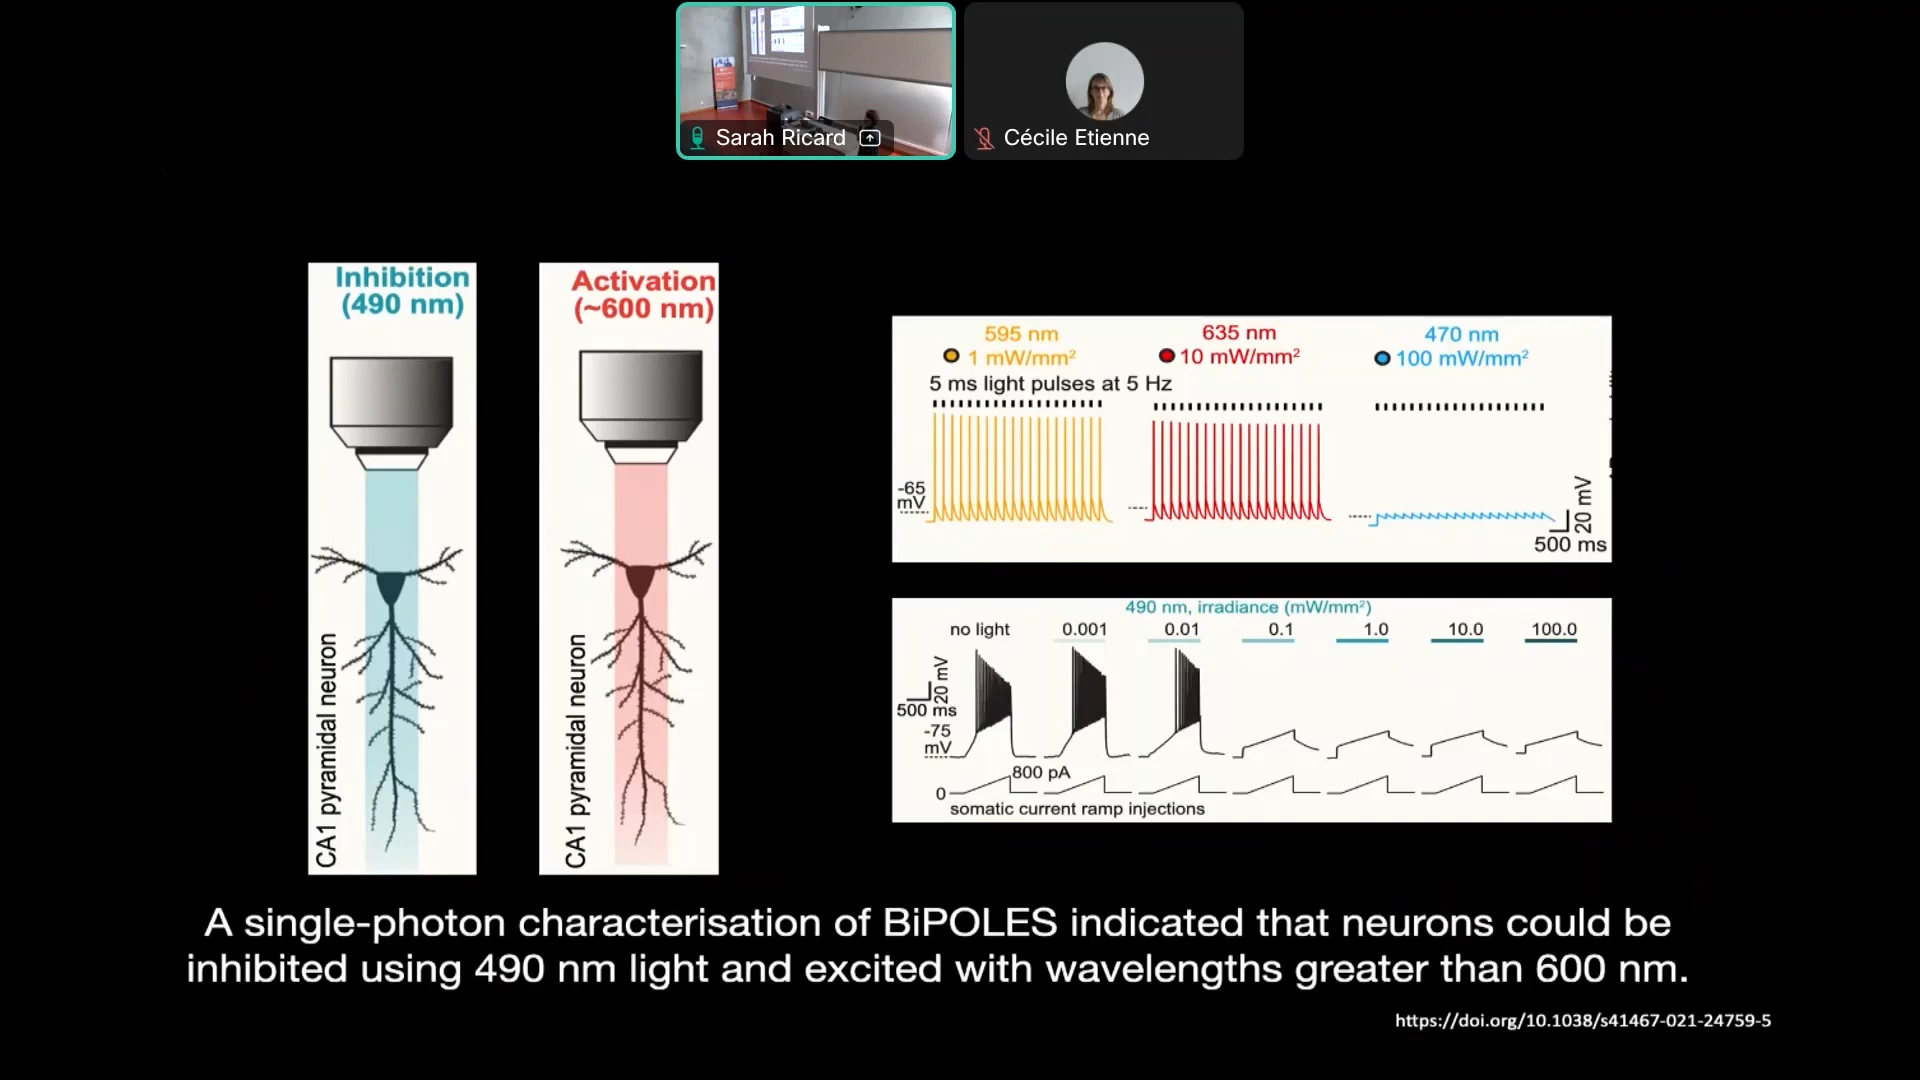 Sarah Ricard
Cécile Etienne
Inhibition
(490 nm)
CA1 pyramidal neuron
Activation
(~600 nm)
CA1 pyramidal neuron
595 nm
1 mW/mm²
635 nm
10 mW/mm²
470 nm
100 mW/mm²
5 ms light pulses at 5 Hz
-65
mV
20 mV
500 ms
490 nm, irradiance (mW/mm²)
no light 0.001 0.01 0.1 1.0 10.0 100.0
20 mV
500 ms
-75
mV
800 pA
0
somatic current ramp injections
A single-photon characterisation of BiPOLES indicated that neurons could be
inhibited using 490 nm light and excited with wavelengths greater than 600 nm.
https://doi.org/10.1038/s41467-021-24759-5